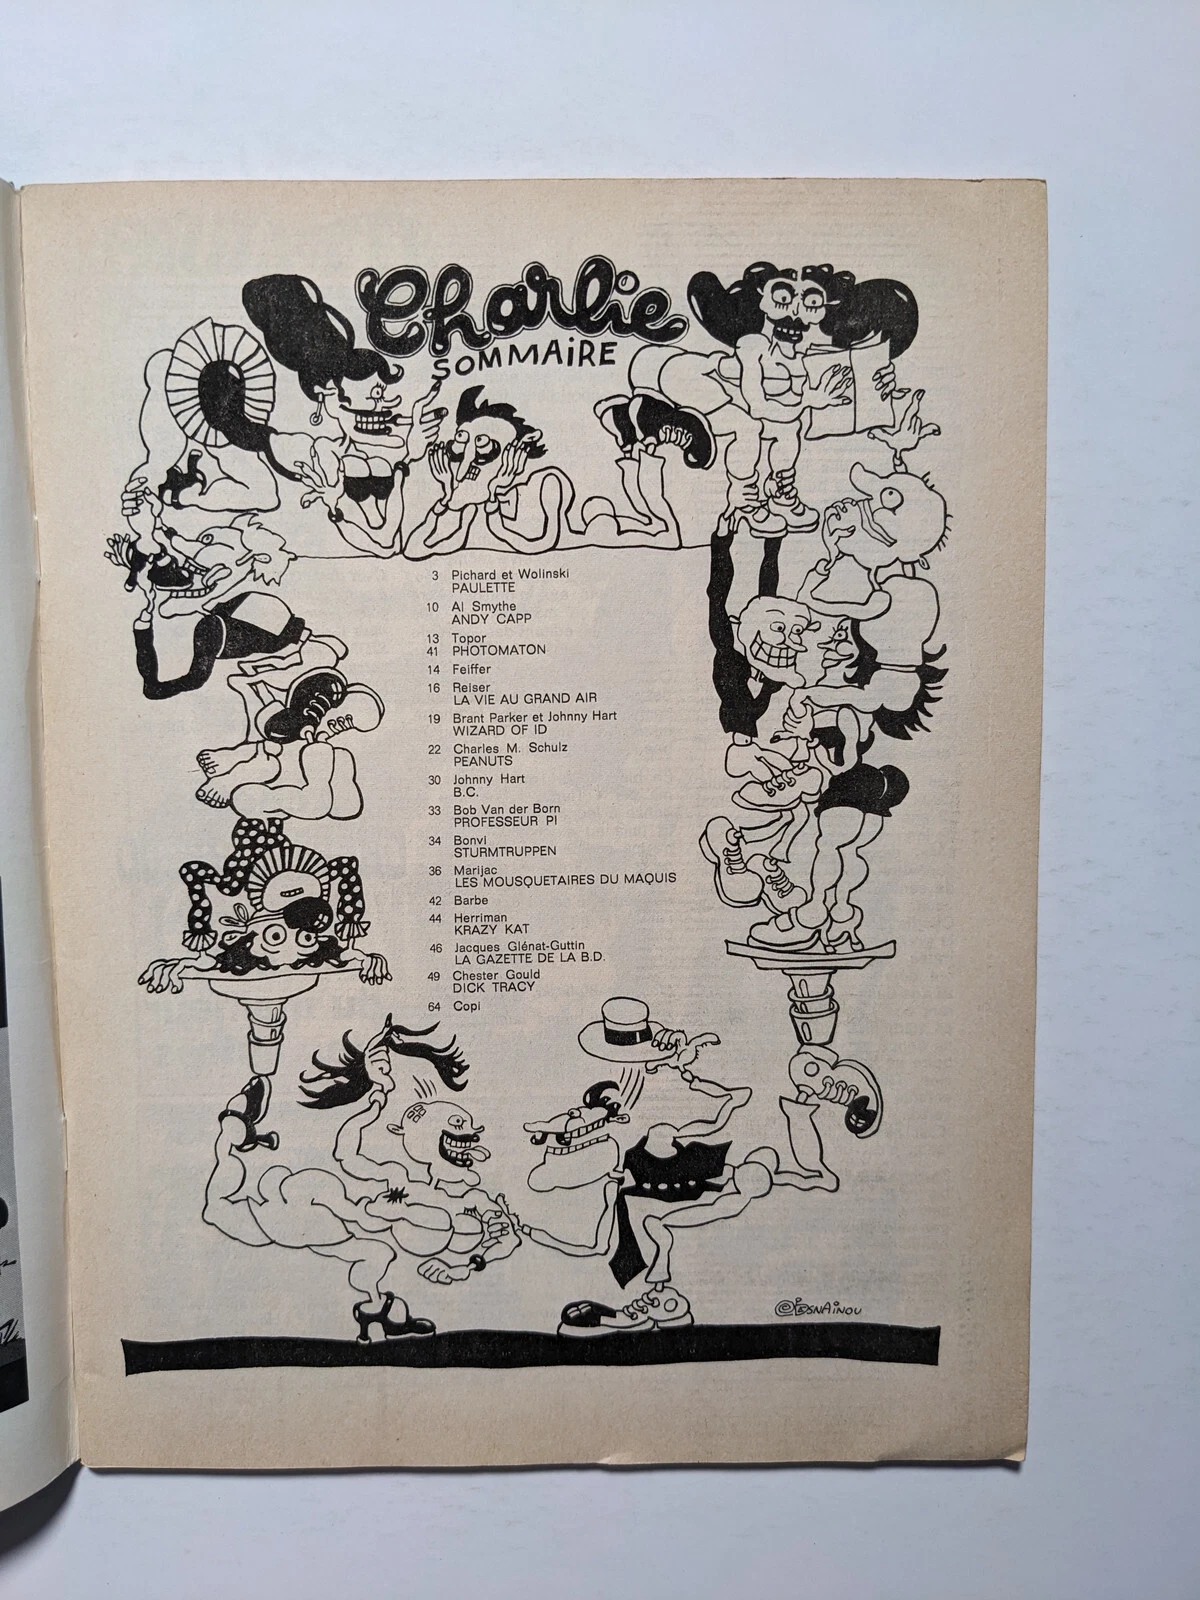 Charlie
SOMMAiRE
3 Pichard et Wolinski
PAULETTE
10 Al Smythe
ANDY CAPP
13 Topor
41 PHOTOMATON
14 Feiffer
16 Reiser
LA VIE AU GRAND AIR
19 Brant Parker et Johnny Hart
WIZARD OF ID
22 Charles M. Schulz
PEANUTS
30 Johnny Hart
B.C.
33 Bob Van der Born
PROFESSEUR PI
34 Bonvi
STURMTRUPPEN
36 Marijac
LES MOUSQUETAIRES DU MAQUIS
42 Barbe
44 Herriman
KRAZY KAT
46 Jacques Glénat-Guttin
LA GAZETTE DE LA B.D.
49 Chester Gould
DICK TRACY
64 Copi